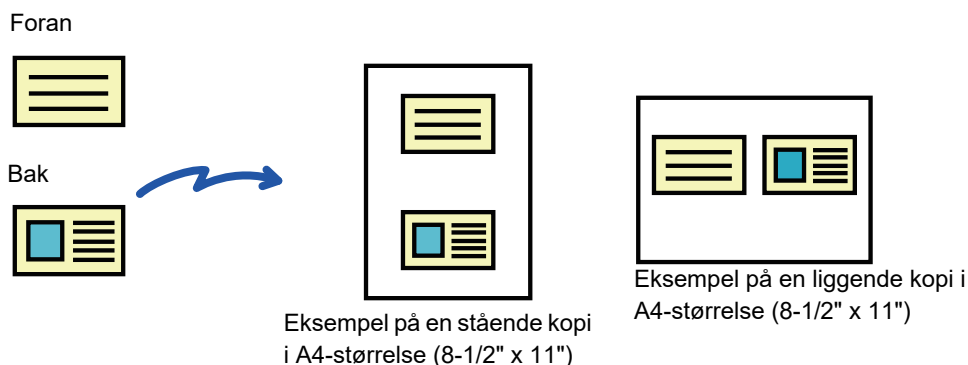 Foran
Bak
Eksempel på en stående kopi
i A4-størrelse (8-1/2" x 11")
Eksempel på en liggende kopi i
A4-størrelse (8-1/2" x 11")